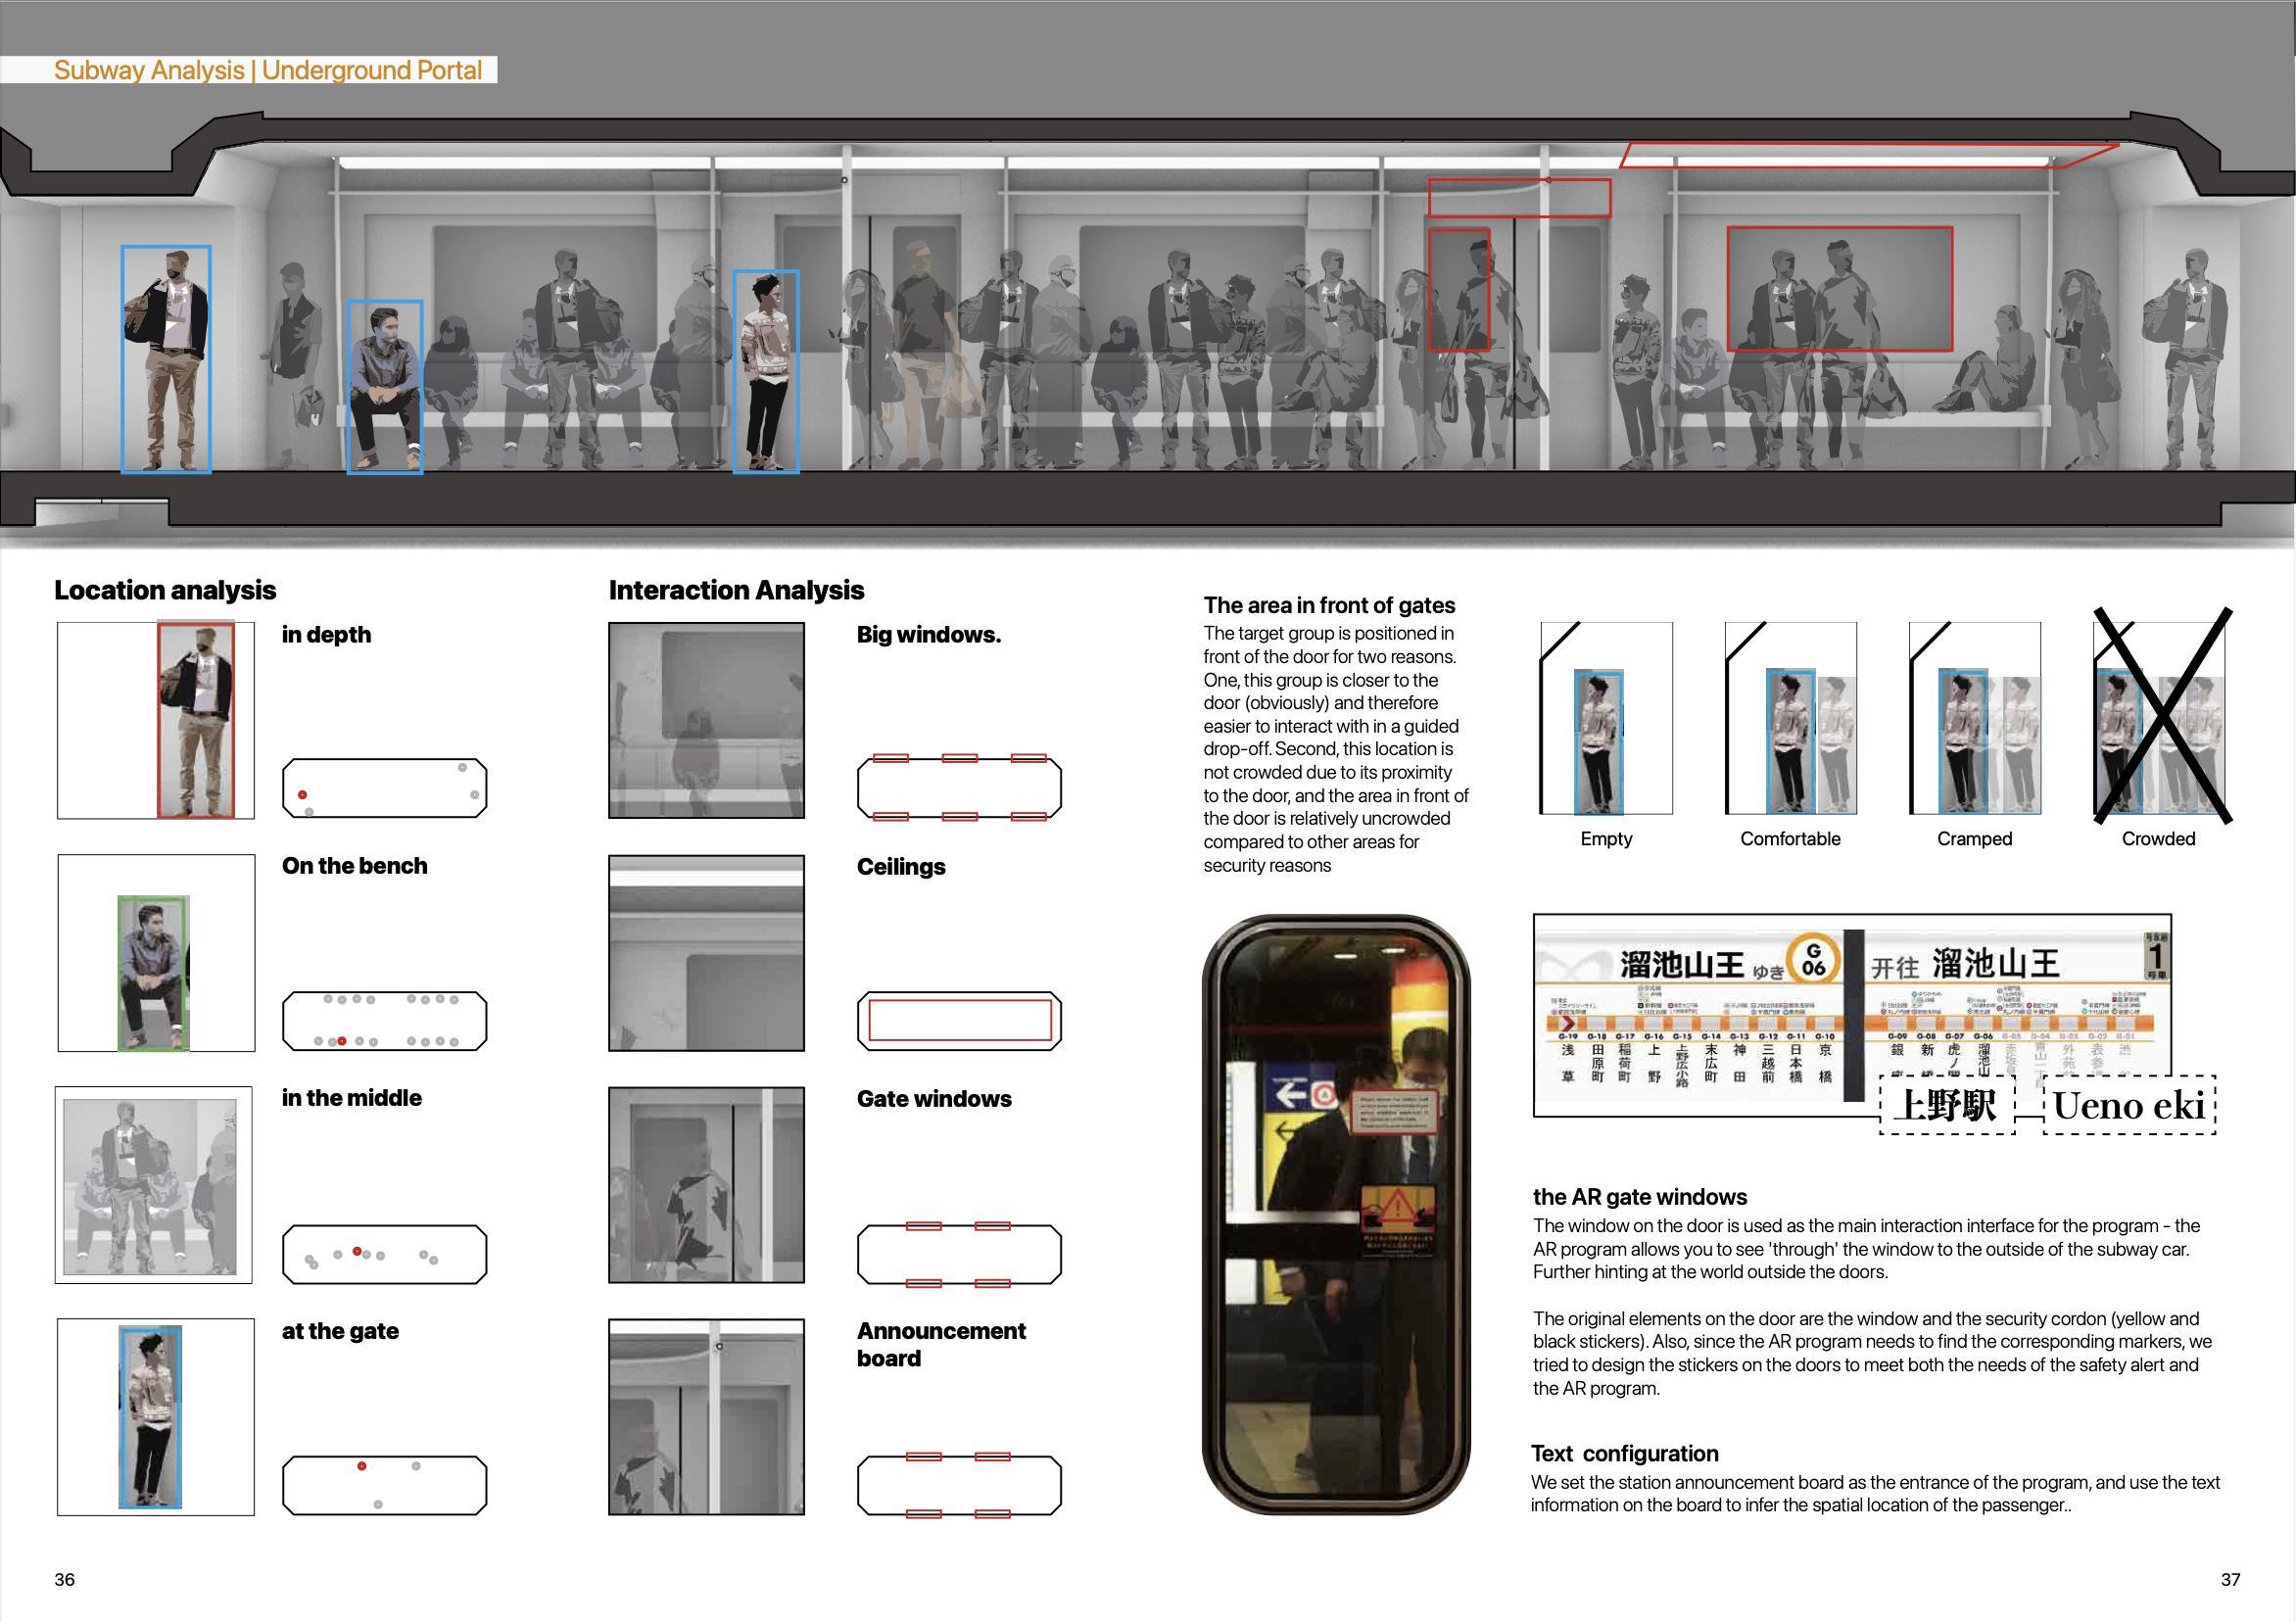 Subway Analysis | Underground Portal
Location analysis
in depth
On the bench
in the middle
at the gate
Interaction Analysis
Big windows.
Ceilings
Gate windows
Announcement
board
The area in front of gates
The target group is positioned in
front of the door for two reasons.
One, this group is closer to the
door (obviously) and therefore
easier to interact with in a guided
drop-off. Second, this location is
not crowded due to its proximity
to the door, and the area in front of
the door is relatively uncrowded
compared to other areas for
security reasons
Empty
Comfortable
Cramped
Crowded
溜池山王 ゆき G 06
开往 溜池山王
1
G-19 G-18 G-17 G-16 G-15 G-14 G-13 G-12 G-11 G-10
G-09 G-08 G-07 G-06 G-05 G-04 G-03 G-02 G-01
浅草 田原町 稲荷町 上野 上野広小路 末広町 神田 三越前 日本橋 京橋
上野駅
Ueno eki
the AR gate windows
The window on the door is used as the main interaction interface for the program - the
AR program allows you to see 'through' the window to the outside of the subway car.
Further hinting at the world outside the doors.
The original elements on the door are the window and the security cordon (yellow and
black stickers). Also, since the AR program needs to find the corresponding markers, we
tried to design the stickers on the doors to meet both the needs of the safety alert and
the AR program.
Text configuration
We set the station announcement board as the entrance of the program, and use the text
information on the board to infer the spatial location of the passenger..
36
37